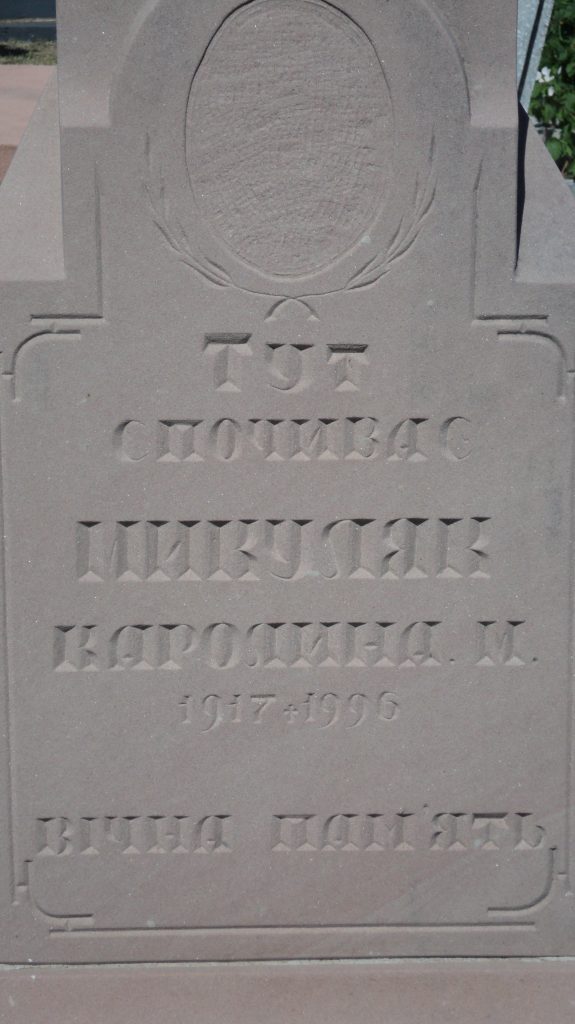 ТУТ
СПОЧИВАЄ
МИКУЛЯК
КАРОЛИНА. М.
1917+1996
ВІЧНА ПАМ'ЯТЬ